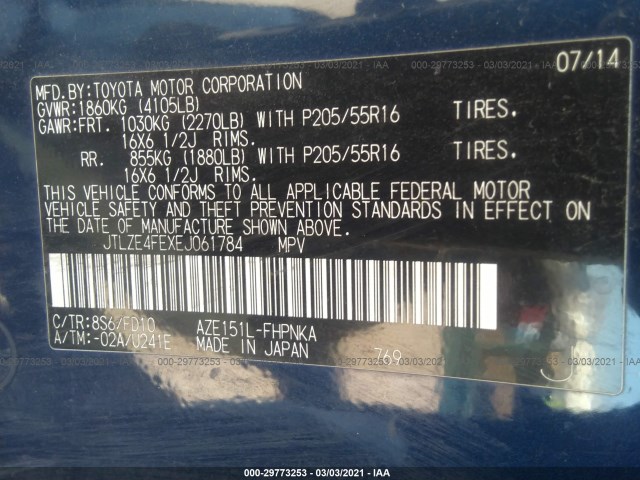 000-29773253 - 03/03/2021 - IAA
07/14
MFD.BY:TOYOTA MOTOR CORPORATION
GVWR:1860KG (4105LB)
GAWR:FRT. 1030KG (2270LB) WITH P205/55R16 TIRES.
16X6 1/2J RIMS.
RR. 855KG (1880LB) WITH P205/55R16 TIRES.
16X6 1/2J RIMS.
THIS VEHICLE CONFORMS TO ALL APPLICABLE FEDERAL MOTOR
VEHICLE SAFETY AND THEFT PREVENTION STANDARDS IN EFFECT ON
THE DATE OF MANUFACTURE SHOWN ABOVE.
JTLZE4FEXEJ061784 MPV
C/TR:8S6/FD10 AZE151L-FHPNKA
A/TM:-02A/U241E MADE IN JAPAN
769
000-29773253 - 03/03/2021 - IAA
000-29773253 - 03/03/2021 - IAA